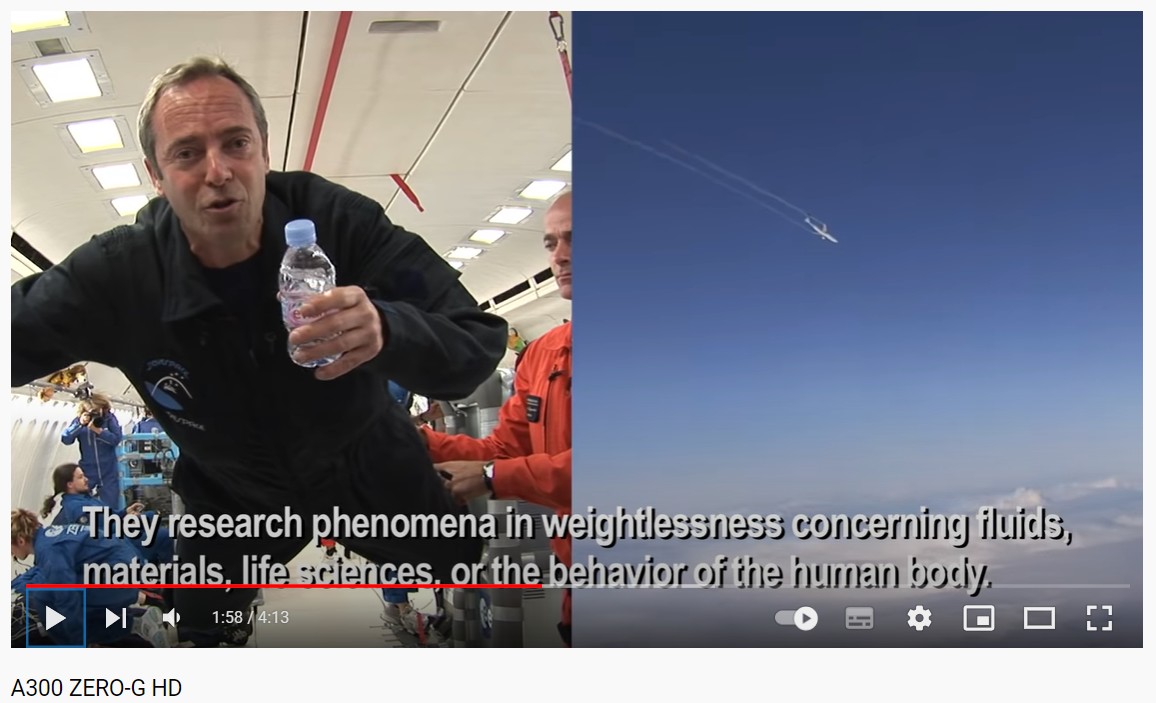 They research phenomena in weightlessness concerning fluids,
materials, life sciences, or the behavior of the human body.
1:58 / 4:13
A300 ZERO-G HD